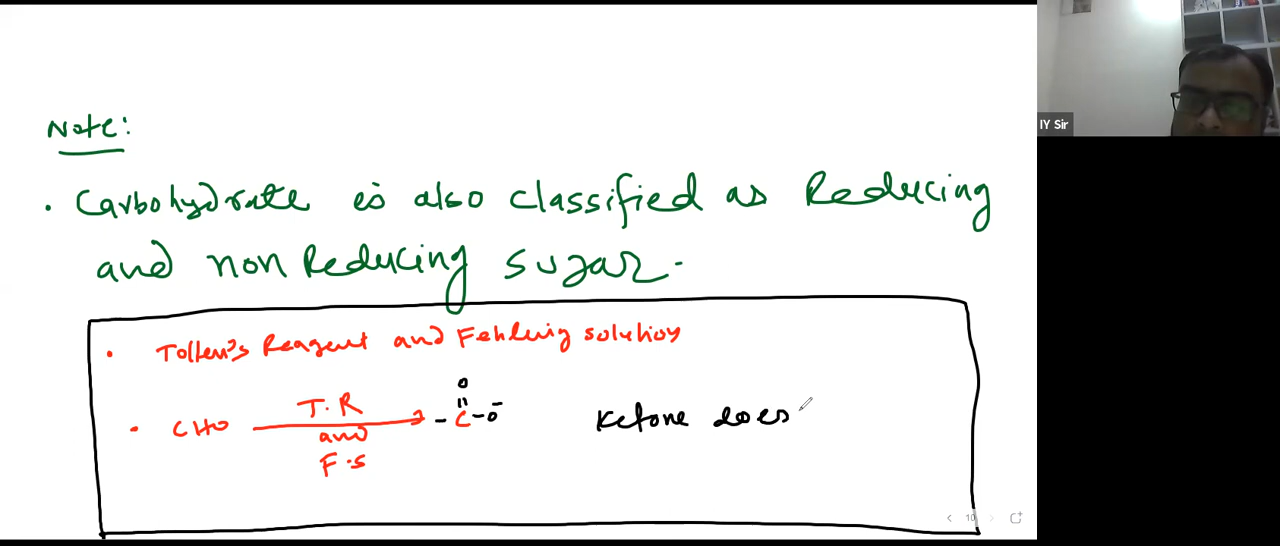 Note:
• Carbohydrate is also classified as Reducing
and non Reducing sugar.
• Tollen's Reagent and Fehling solution
• CHO T.R and F.S - C - O⁻ Ketone does
O
IY Sir
10